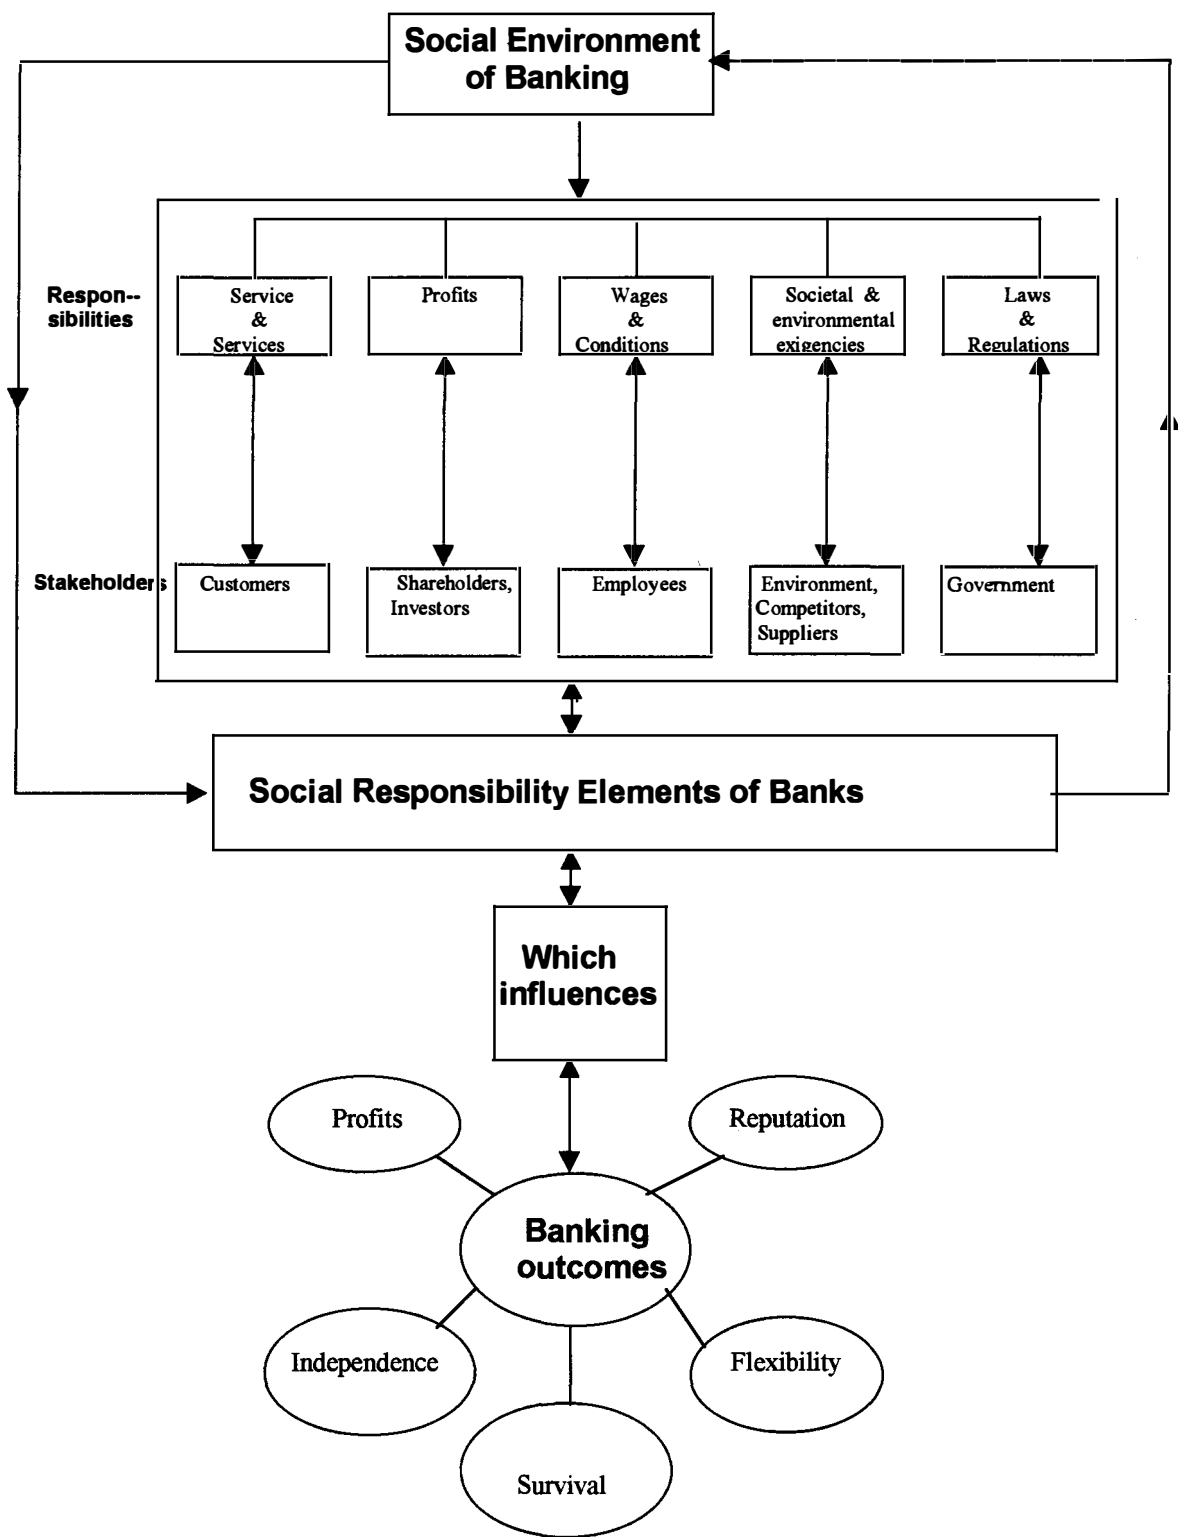 Social Environment
of Banking
Respon--
sibilities
Service
&
Services
Profits
Wages
&
Conditions
Societal &
environmental
exigencies
Laws
&
Regulations
Stakeholders
Customers
Shareholders,
Investors
Employees
Environment,
Competitors,
Suppliers
Government
Social Responsibility Elements of Banks
Which
influences
Profits
Reputation
Banking
outcomes
Independence
Flexibility
Survival